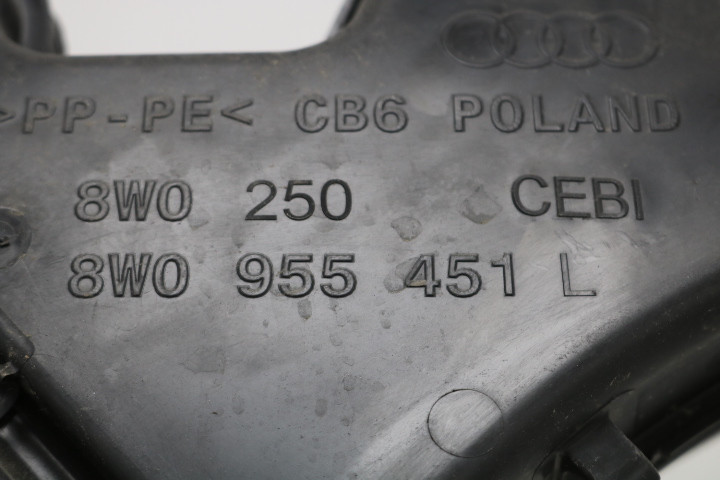 >PP-PE< CB6 POLAND
8W0 250 CEBI
8W0 955 451 L